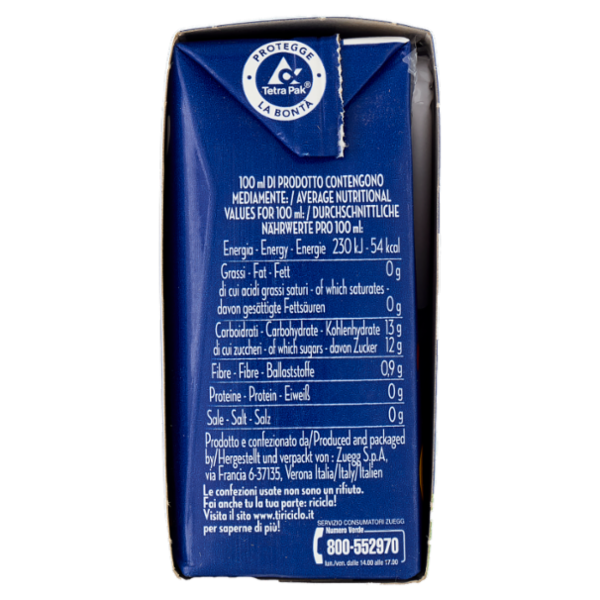 PROTEGGE
Tetra Pak®
LA BONTÀ
100 ml DI PRODOTTO CONTENGONO
MEDIAMENTE: / AVERAGE NUTRITIONAL
VALUES FOR 100 ml: / DURCHSCHNITTLICHE
NÄHRWERTE PRO 100 ml:
Energia - Energy - Energie 230 kJ - 54 kcal
Grassi - Fat - Fett 0 g
di cui acidi grassi saturi - of which saturates -
davon gesättigte Fettsäuren 0 g
Carboidrati - Carbohydrate - Kohlenhydrate 13 g
di cui zuccheri - of which sugars - davon Zucker 12 g
Fibre - Fibre - Ballaststoffe 0,9 g
Proteine - Protein - Eiweiß 0 g
Sale - Salt - Salz 0 g
Prodotto e confezionato da/Produced and packaged
by/Hergestellt und verpackt von : Zuegg S.p.A,
via Francia 6-37135, Verona Italia/Italy/Italien
Le confezioni usate non sono un rifiuto.
Fai anche tu la tua parte: ricicla!
Visita il sito www.tiriciclo.it
per saperne di più!
SERVIZIO CONSUMATORI ZUEGG
Numero Verde
800-552970
lun./ven. dalle 14.00 alle 17.00